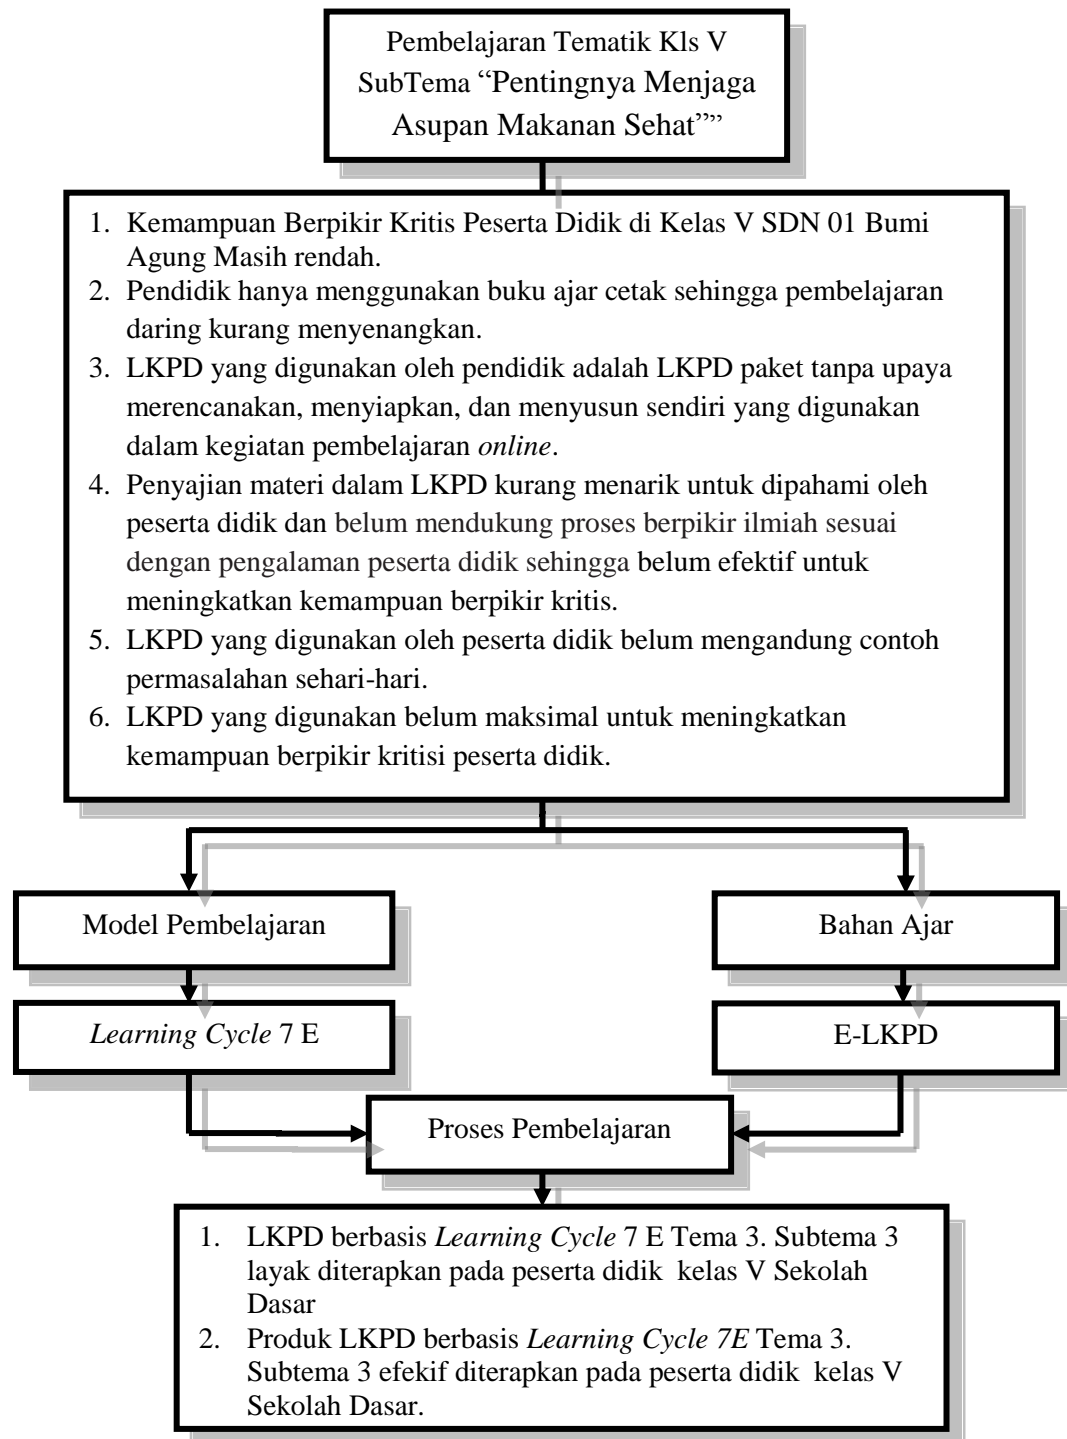 Pembelajaran Tematik Kls V
SubTema “Pentingnya Menjaga
Asupan Makanan Sehat””
1. Kemampuan Berpikir Kritis Peserta Didik di Kelas V SDN 01 Bumi
Agung Masih rendah.
2. Pendidik hanya menggunakan buku ajar cetak sehingga pembelajaran
daring kurang menyenangkan.
3. LKPD yang digunakan oleh pendidik adalah LKPD paket tanpa upaya
merencanakan, menyiapkan, dan menyusun sendiri yang digunakan
dalam kegiatan pembelajaran online.
4. Penyajian materi dalam LKPD kurang menarik untuk dipahami oleh
peserta didik dan belum mendukung proses berpikir ilmiah sesuai
dengan pengalaman peserta didik sehingga belum efektif untuk
meningkatkan kemampuan berpikir kritis.
5. LKPD yang digunakan oleh peserta didik belum mengandung contoh
permasalahan sehari-hari.
6. LKPD yang digunakan belum maksimal untuk meningkatkan
kemampuan berpikir kritisi peserta didik.
Model Pembelajaran
Bahan Ajar
Learning Cycle 7 E
E-LKPD
Proses Pembelajaran
1. LKPD berbasis Learning Cycle 7 E Tema 3. Subtema 3
layak diterapkan pada peserta didik kelas V Sekolah
Dasar
2. Produk LKPD berbasis Learning Cycle 7E Tema 3.
Subtema 3 efekif diterapkan pada peserta didik kelas V
Sekolah Dasar.